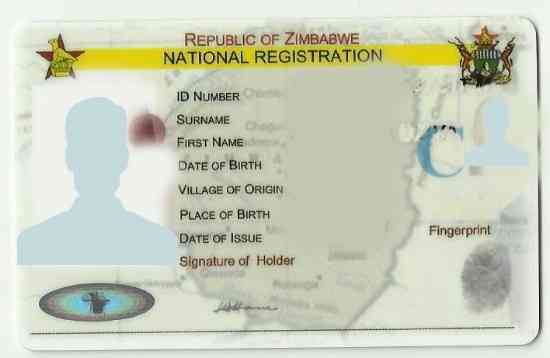 REPUBLIC OF ZIMBABWE
NATIONAL REGISTRATION
ID NUMBER
SURNAME
FIRST NAME
DATE OF BIRTH
VILLAGE OF ORIGIN
PLACE OF BIRTH
DATE OF ISSUE
Signature of Holder
Fingerprint
C